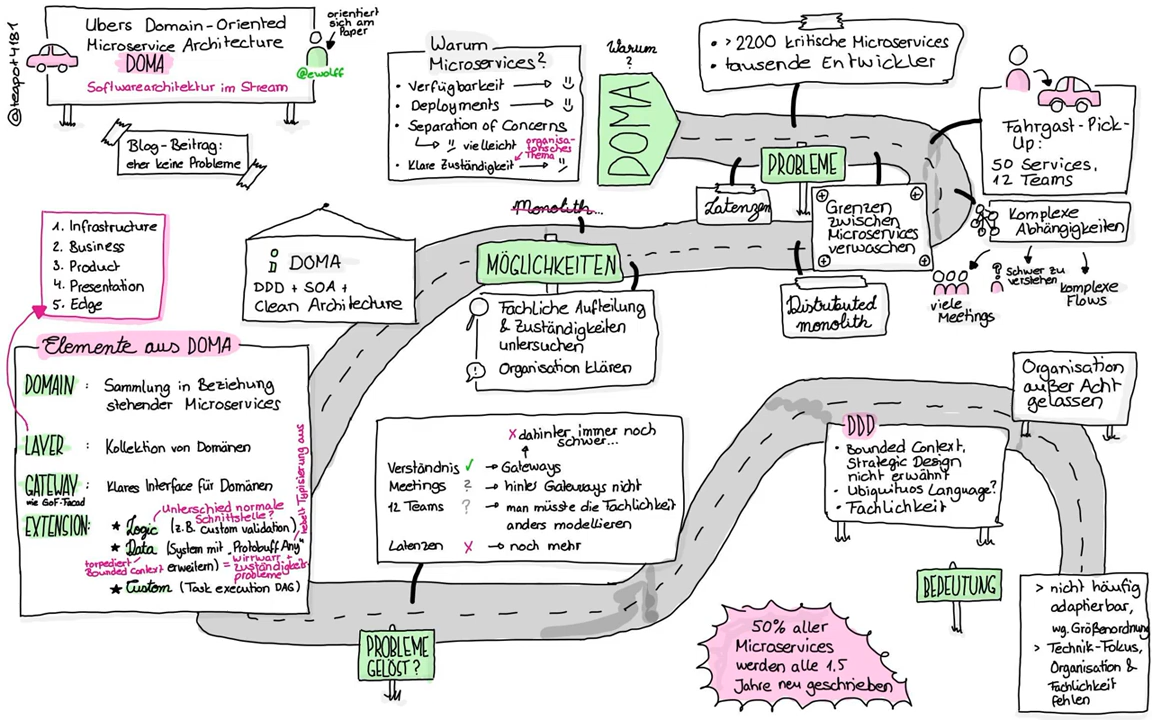 @teapot4181
Ubers Domain-Oriented
Microservice Architecture
DOMA
Softwarearchitektur im Stream
orientiert
sich am
Paper
@ewolff
Blog-Beitrag:
eher keine Probleme
Warum
Microservices?
• Verfügbarkeit
• Deployments
• Separation of Concerns
vielleicht
organisa-
torisches
Thema
• Klare Zuständigkeit
Warum
?
DOMA
• >2200 kritische Microservices
• tausende Entwickler
PROBLEME
Fahrgast-Pick-
Up:
50 Services,
12 Teams
Latenzen
Grenzen
zwischen
Microservices
verwaschen
Komplexe
Abhängigkeiten
viele
Meetings
schwer zu
verstehen
komplexe
Flows
Distributed
monolith
Monolith...
MÖGLICHKEITEN
Fachliche Aufteilung
& Zuständigkeiten
untersuchen
Organisation klären
i DOMA
DDD + SOA +
Clean Architecture
1. Infrastructure
2. Business
3. Product
4. Presentation
5. Edge
Elemente aus DOMA
DOMAIN : Sammlung in Beziehung
stehender Microservices
LAYER : Kollektion von Domänen
GATEWAY : Klares Interface für Domänen
wie GoF-Facad
Unterschied normale
Schnittstelle?
EXTENSION: ★ Logic (z.B. custom validation)
★ Data (System mit „Protobuff Any"
hebelt Typisierung aus
torpediert
Bounded Context
erweitern) = wirrwarr +
zuständigkeits
probleme
★ Custom (Task execution DAG)
x dahinter immer noch
schwer...
Verständnis ✓ → Gateways
Meetings ? → hinter Gateways nicht
12 Teams ? → man müsste die Fachlichkeit
anders modellieren
Latenzen x → noch mehr
PROBLEME
GELÖST?
DDD
• Bounded Context,
Strategic Design
nicht erwähnt
• Ubiquituos Language?
• Fachlichkeit
Organisation
außer Acht
gelassen
BEDEUTUNG
> nicht häufig
adaptierbar,
wg. Größenordnung
> Technik-Fokus,
Organisation &
Fachlichkeit
fehlen
50% aller
Microservices
werden alle 1,5
Jahre neu geschrieben